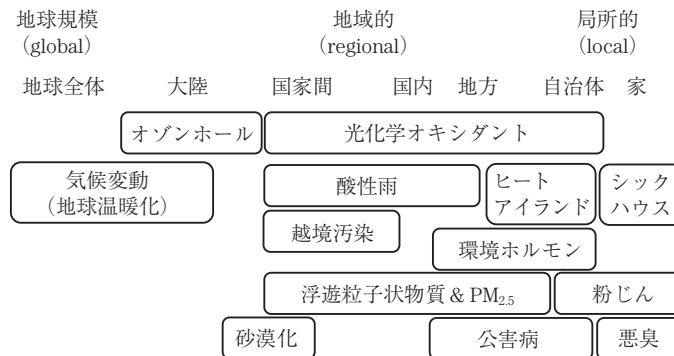 地球規模 地域的 局所的
(global) (regional) (local)
地球全体 大陸 国家間 国内 地方 自治体 家
オゾンホール 光化学オキシダント
気候変動
(地球温暖化)
酸性雨
ヒート
アイランド
シック
ハウス
越境汚染
環境ホルモン
浮遊粒子状物質 & PM2.5 粉じん
砂漠化 公害病 悪臭